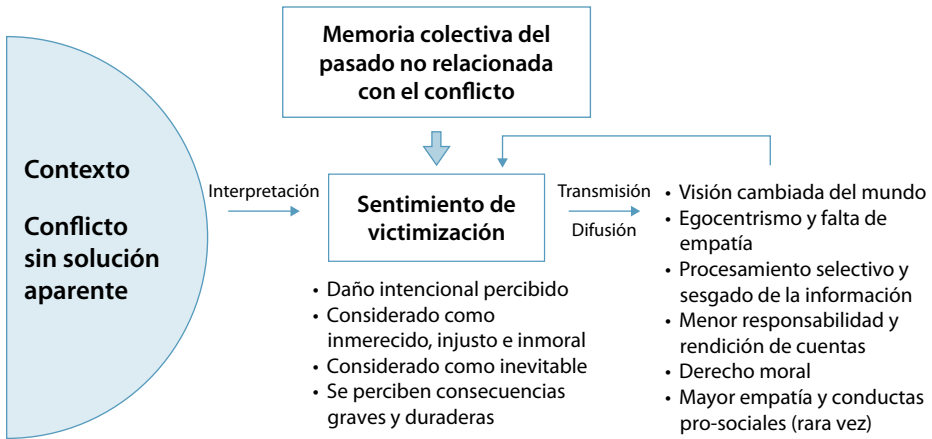 Memoria colectiva del
pasado no relacionada
con el conflicto
Contexto
Conflicto
sin solución
aparente
Interpretación
Sentimiento de
victimización
Transmisión
Difusión
• Daño intencional percibido
• Considerado como
inmerecido, injusto e inmoral
• Considerado como inevitable
• Se perciben consecuencias
graves y duraderas
• Visión cambiada del mundo
• Egocentrismo y falta de
empatía
• Procesamiento selectivo y
sesgado de la información
• Menor responsabilidad y
rendición de cuentas
• Derecho moral
• Mayor empatía y conductas
pro-sociales (rara vez)